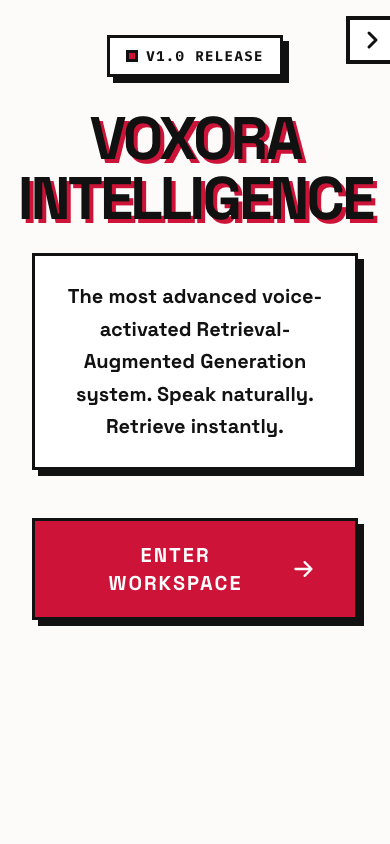 V1.0 RELEASE
VOXORA
INTELLIGENCE
The most advanced voice-
activated Retrieval-
Augmented Generation
system. Speak naturally.
Retrieve instantly.
ENTER
WORKSPACE